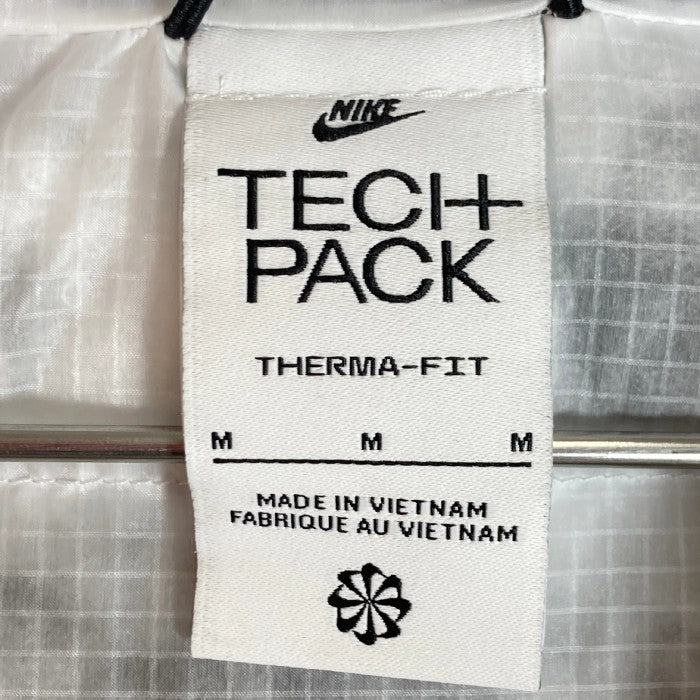 NIKE
TECH
PACK
THERMA-FIT
M M M
MADE IN VIETNAM
FABRIQUE AU VIETNAM